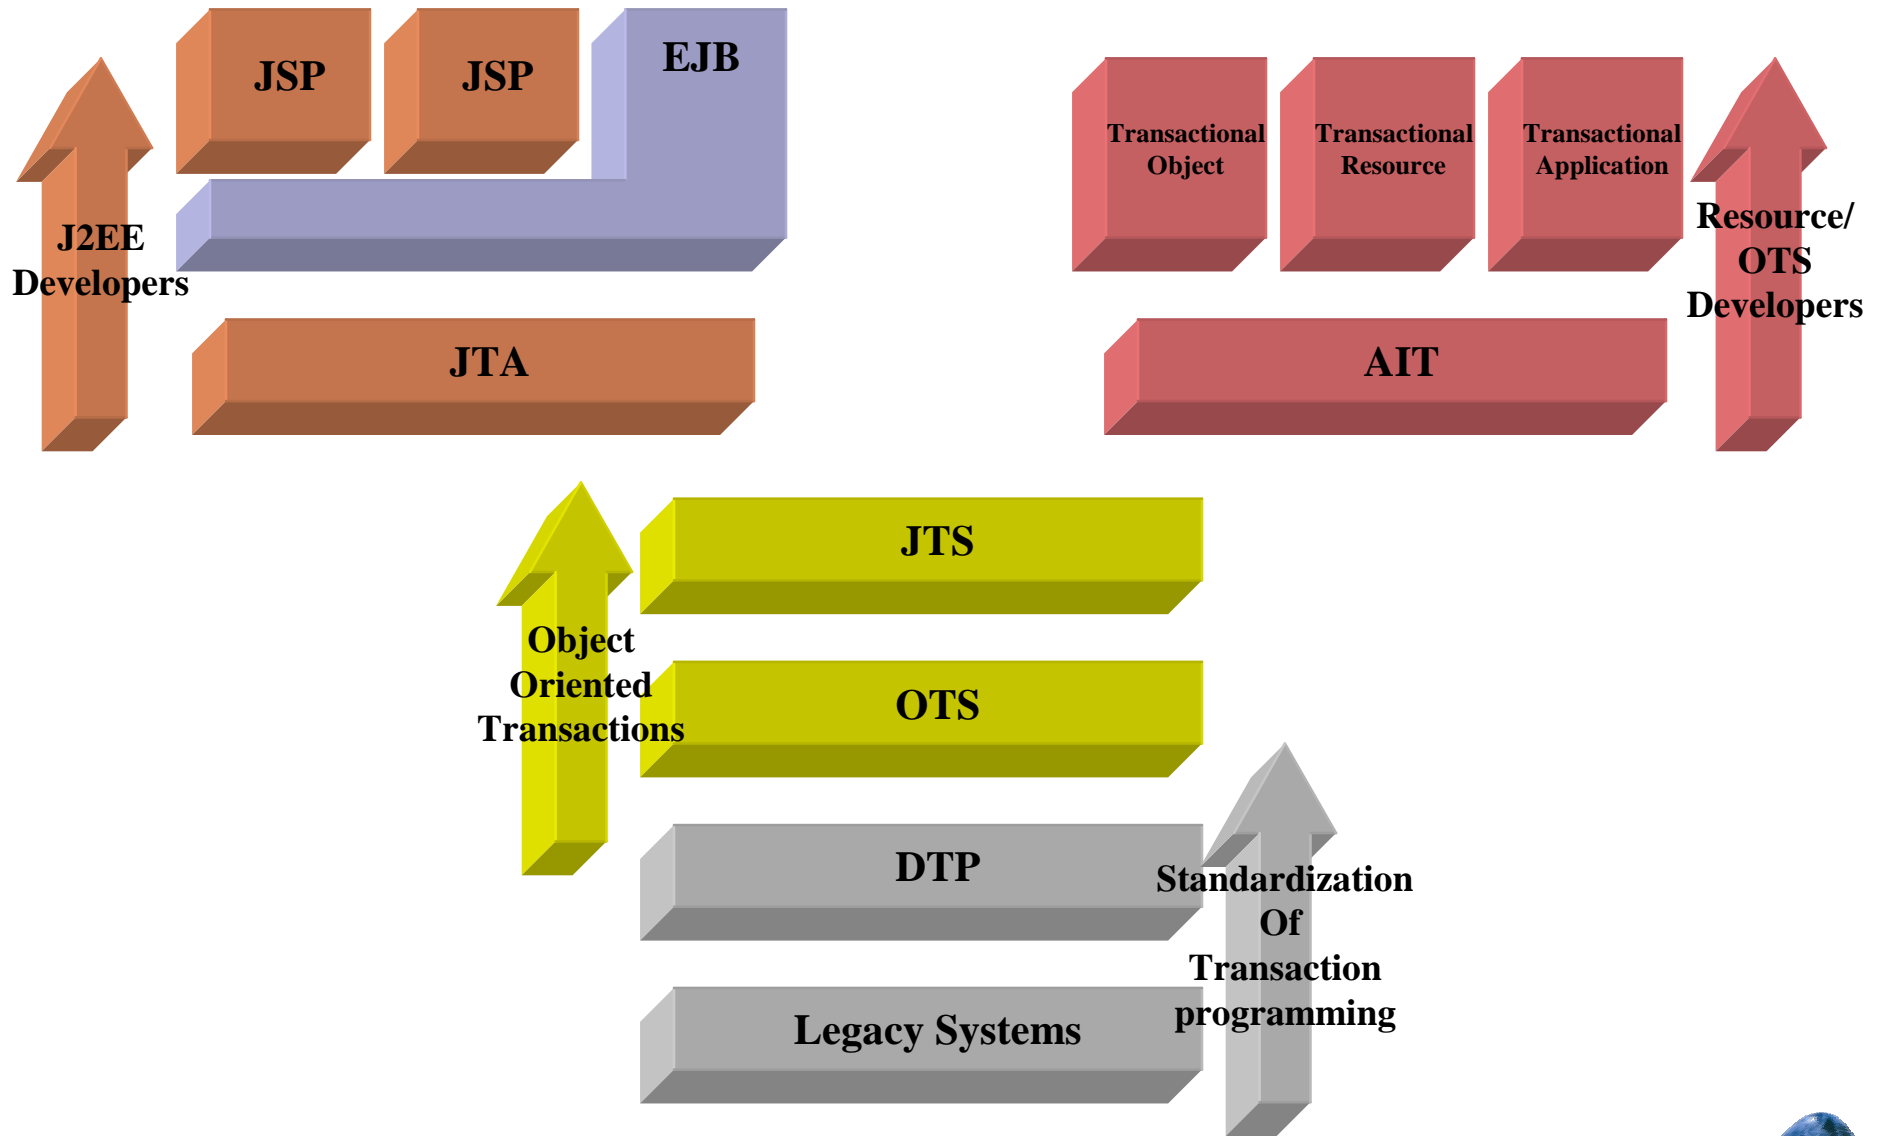 JSP
JSP
EJB
J2EE
Developers
JTA
Transactional
Object
Transactional
Resource
Transactional
Application
Resource/
OTS
Developers
AIT
Object
Oriented
Transactions
JTS
OTS
DTP
Legacy Systems
Standardization
Of
Transaction
programming